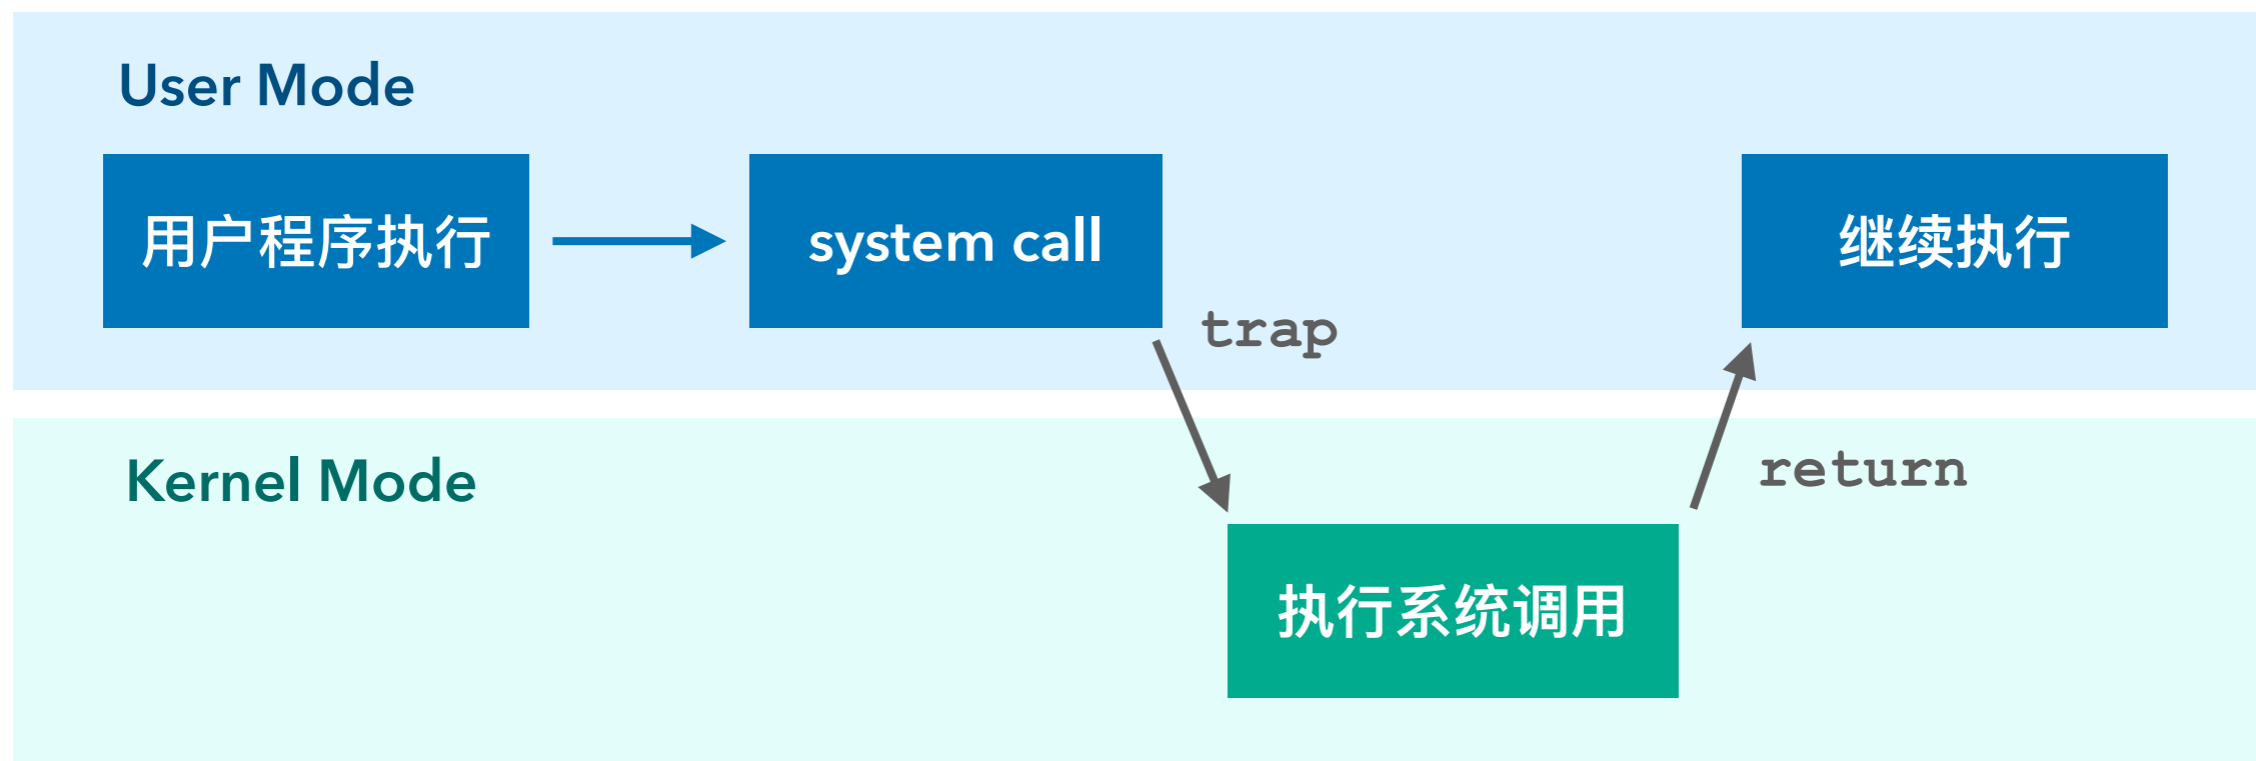 User Mode
用户程序执行
system call
继续执行
trap
Kernel Mode
return
执行系统调用